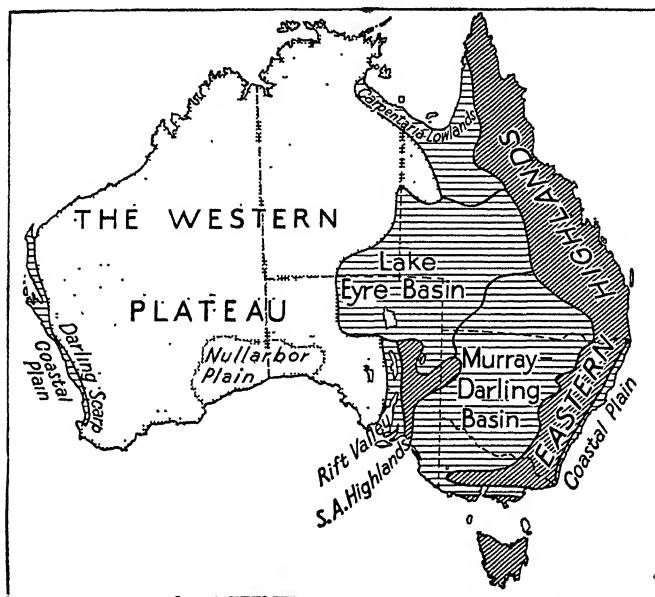 Carpentaria Lowlands
EASTERN HIGHLANDS
THE WESTERN
PLATEAU
Lake
Eyre Basin
Darling Scarp
Coastal
Plain
Nullarbor
Plain
Murray
Darling
Basin
Rift Valley
S.A. Highlands
Coastal Plain